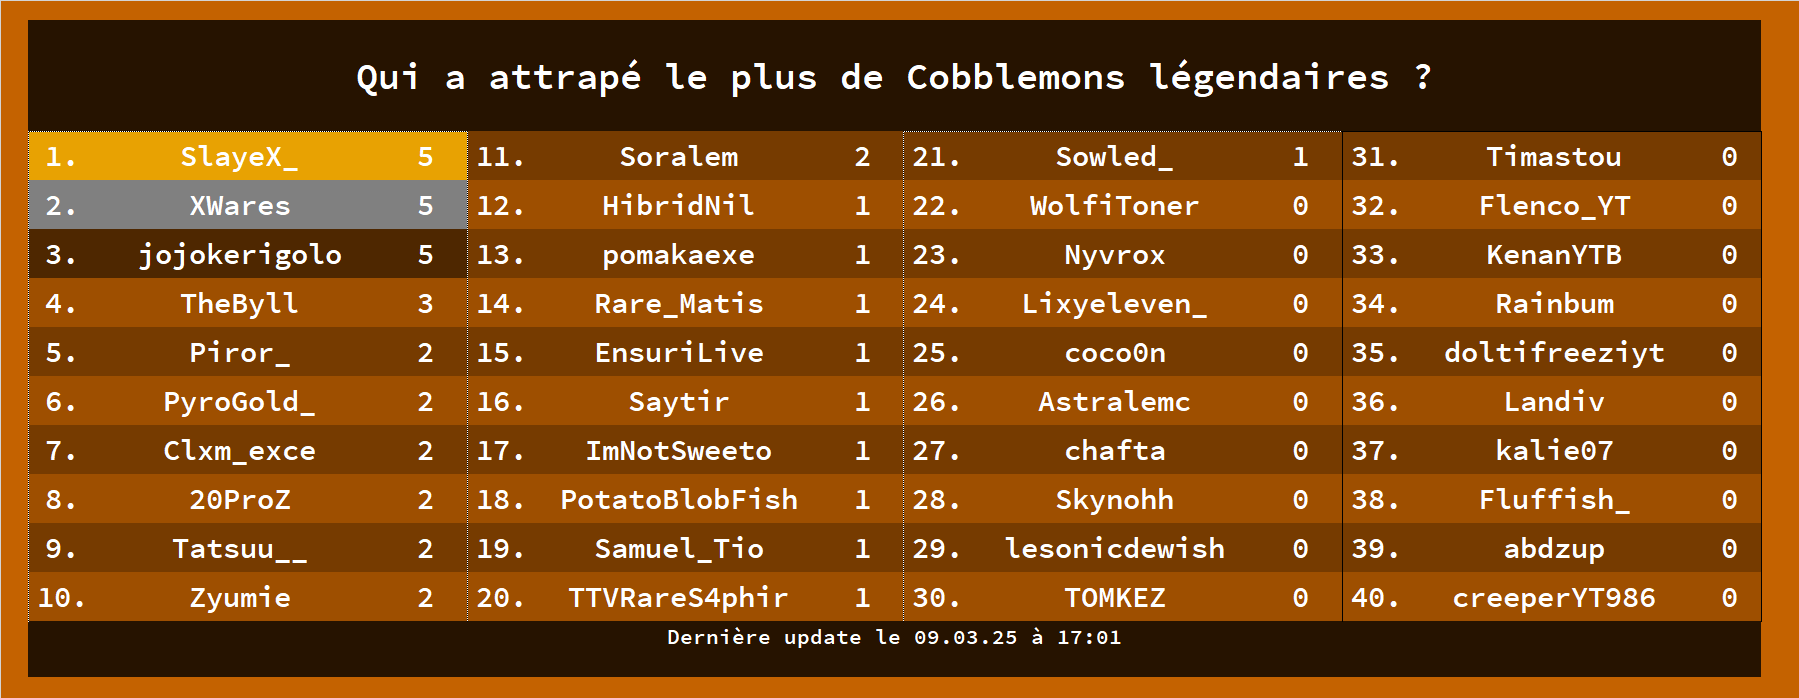 Qui a attrapé le plus de Cobblemons légendaires ?
1. SlayeX_ 5
2. XWares 5
3. jojokerigolo 5
4. TheByll 3
5. Piror_ 2
6. PyroGold_ 2
7. Clxm_exce 2
8. 20ProZ 2
9. Tatsuu__ 2
10. Zyumie 2
11. Soralem 2
12. HibridNil 1
13. pomakaexe 1
14. Rare_Matis 1
15. EnsuriLive 1
16. Saytir 1
17. ImNotSweeto 1
18. PotatoBlobFish 1
19. Samuel_Tio 1
20. TTVRareS4phir 1
21. Sowled_ 1
22. WolfiToner 0
23. Nyvrox 0
24. Lixyeleven_ 0
25. coco0n 0
26. Astralemc 0
27. chafta 0
28. Skynohh 0
29. lesonicdewish 0
30. TOMKEZ 0
31. Timastou 0
32. Flenco_YT 0
33. KenanYTB 0
34. Rainbum 0
35. doltifreeziyt 0
36. Landiv 0
37. kalie07 0
38. Fluffish_ 0
39. abdzup 0
40. creeperYT986 0
Dernière update le 09.03.25 à 17:01